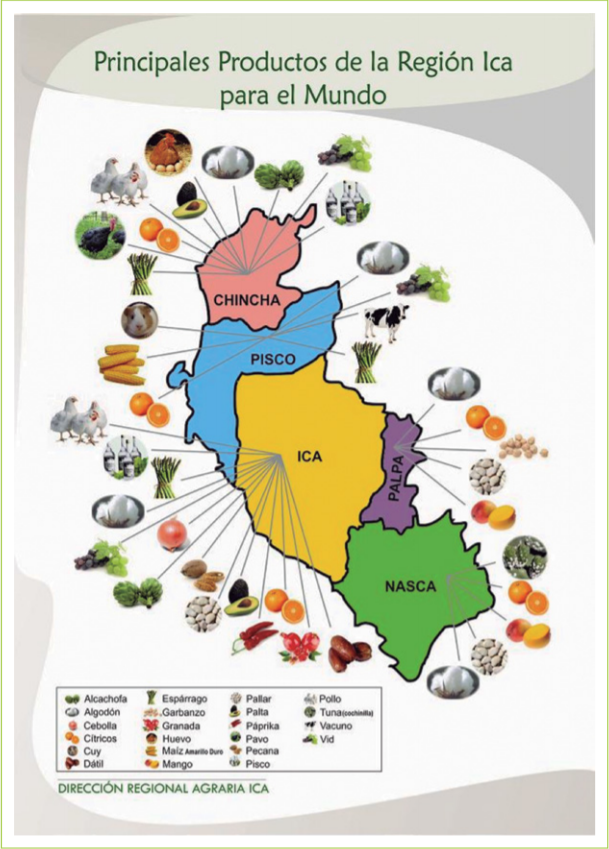 Principales Productos de la Región Ica
para el Mundo
CHINCHA
PISCO
ICA
PALPA
NASCA
Alcachofa
Algodón
Cebolla
Cítricos
Cuy
Dátil
Espárrago
Garbanzo
Granada
Huevo
Maíz Amarillo Duro
Mango
Pallar
Palta
Páprika
Pavo
Pecana
Pisco
Pollo
Tuna(cochinilla)
Vacuno
Vid
DIRECCIÓN REGIONAL AGRARIA ICA